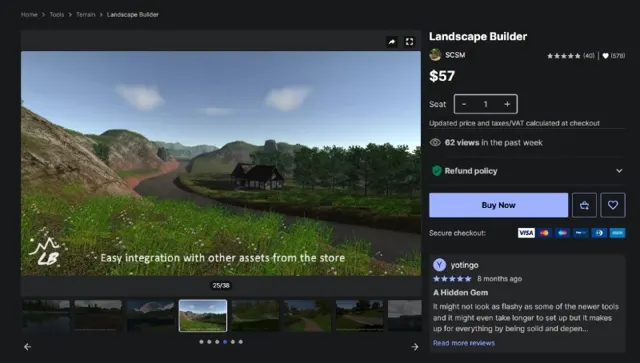 Home > Tools > Terrain > Landscape Builder
LB
Easy integration with other assets from the store
25/38
Landscape Builder
SCSM
(40) | (578)
$57
Seat - 1 +
Updated price and taxes/VAT calculated at checkout
62 views in the past week
Refund policy
Buy Now
Secure checkout: VISA
Y yotingo
8 months ago
A Hidden Gem
It might not look as flashy as some of the newer tools
and it might even take longer to set up but it makes
up for everything by being solid and depen...
Read more reviews